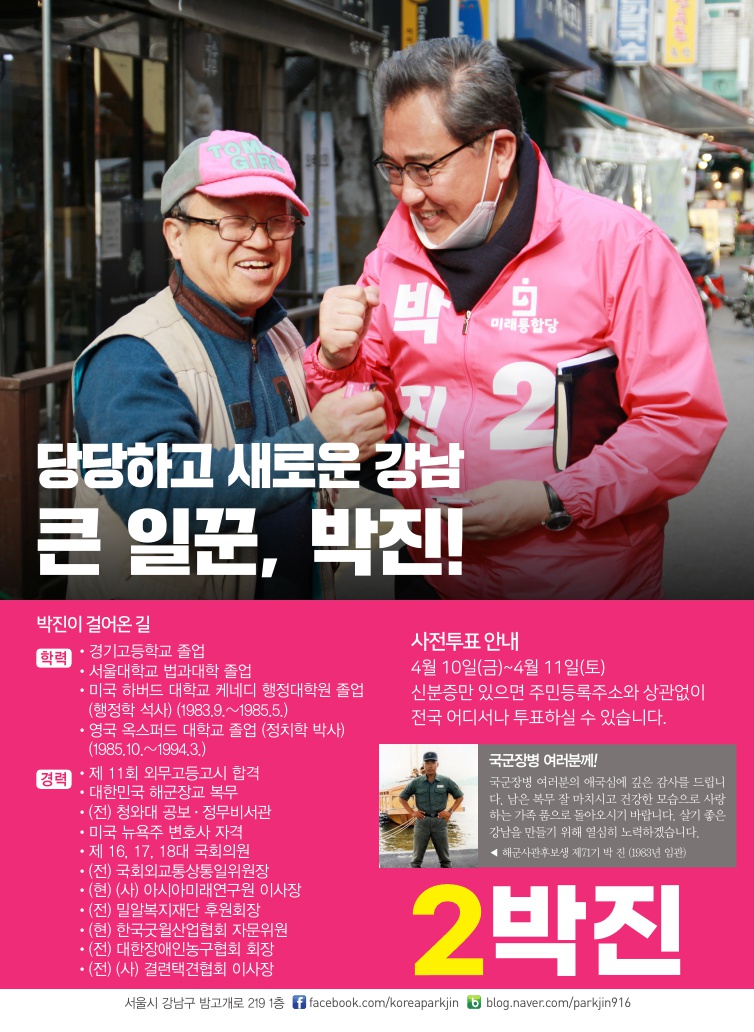 TOM
GIRL
박
진
미래통합당
2
당당하고 새로운 강남
큰 일꾼, 박진!
박진이 걸어온 길
학력
• 경기고등학교 졸업
• 서울대학교 법과대학 졸업
• 미국 하버드 대학교 케네디 행정대학원 졸업
(행정학 석사) (1983.9.~1985.5.)
• 영국 옥스퍼드 대학교 졸업 (정치학 박사)
(1985.10.~1994.3.)
경력
• 제 11회 외무고등고시 합격
• 대한민국 해군장교 복무
• (전) 청와대 공보·정무비서관
• 미국 뉴욕주 변호사 자격
• 제 16, 17, 18대 국회의원
• (전) 국회외교통상통일위원장
• (현) (사) 아시아미래연구원 이사장
• (전) 밀알복지재단 후원회장
• (현) 한국굿윌산업협회 자문위원
• (전) 대한장애인농구협회 회장
• (전) (사) 결련택견협회 이사장
사전투표 안내
4월 10일(금)~4월 11일(토)
신분증만 있으면 주민등록주소와 상관없이
전국 어디서나 투표하실 수 있습니다.
국군장병 여러분께!
국군장병 여러분의 애국심에 깊은 감사를 드립니
다. 남은 복무 잘 마치시고 건강한 모습으로 사랑
하는 가족 품으로 돌아오시기 바랍니다. 살기 좋은
강남을 만들기 위해 열심히 노력하겠습니다.
◀ 해군사관후보생 제71기 박 진 (1983년 임관)
2박진
서울시 강남구 밤고개로 219 1층 facebook.com/koreaparkjin blog.naver.com/parkjin916